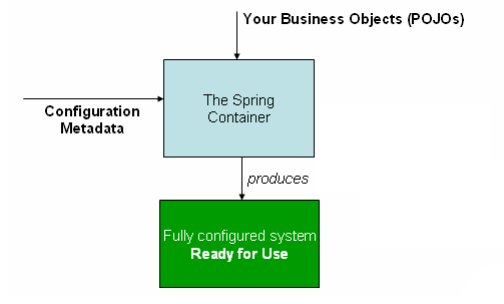 Your Business Objects (POJOs)
The Spring
Container
Configuration
Metadata
produces
Fully configured system
Ready for Use